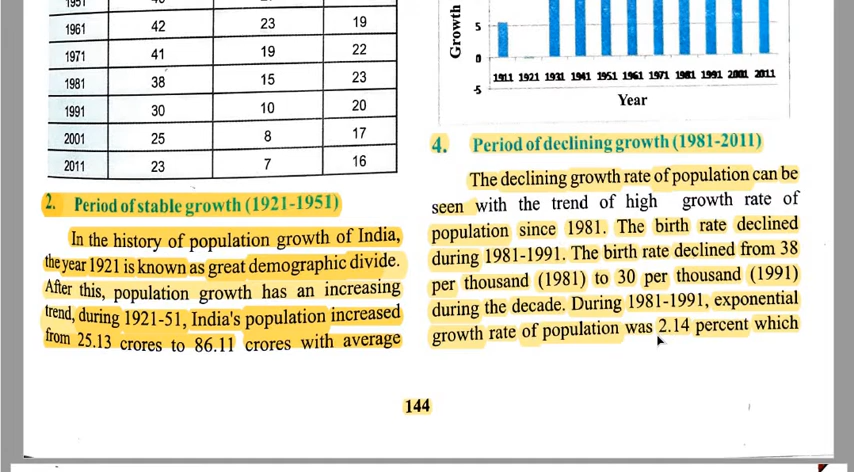 1951
1961 42 23 19
1971 41 19 22
1981 38 15 23
1991 30 10 20
2001 25 8 17
2011 23 7 16
2. Period of stable growth (1921-1951)
In the history of population growth of India,
the year 1921 is known as great demographic divide.
After this, population growth has an increasing
trend, during 1921-51, India's population increased
from 25.13 crores to 86.11 crores with average
Growth
5
0
-5
1911 1921 1931 1941 1951 1961 1971 1981 1991 2001 2011
Year
4. Period of declining growth (1981-2011)
The declining growth rate of population can be
seen with the trend of high growth rate of
population since 1981. The birth rate declined
during 1981-1991. The birth rate declined from 38
per thousand (1981) to 30 per thousand (1991)
during the decade. During 1981-1991, exponential
growth rate of population was 2.14 percent which
144